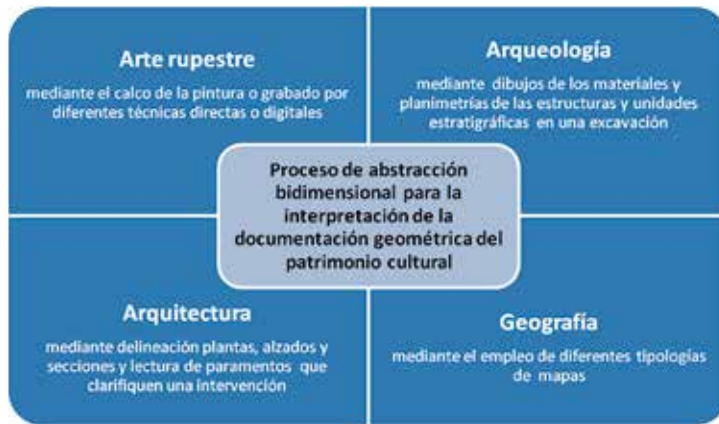 Arte rupestre
mediante el calco de la pintura o grabado por
diferentes técnicas directas o digitales
Arqueología
mediante dibujos de los materiales y
planimetrías de las estructuras y unidades
estratigráficas en una excavación
Proceso de abstracción
bidimensional para la
interpretación de la
documentación geométrica del
patrimonio cultural
Arquitectura
mediante delineación plantas, alzados y
secciones y lectura de paramentos que
clarifiquen una intervención
Geografía
mediante el empleo de diferentes tipologías
de mapas